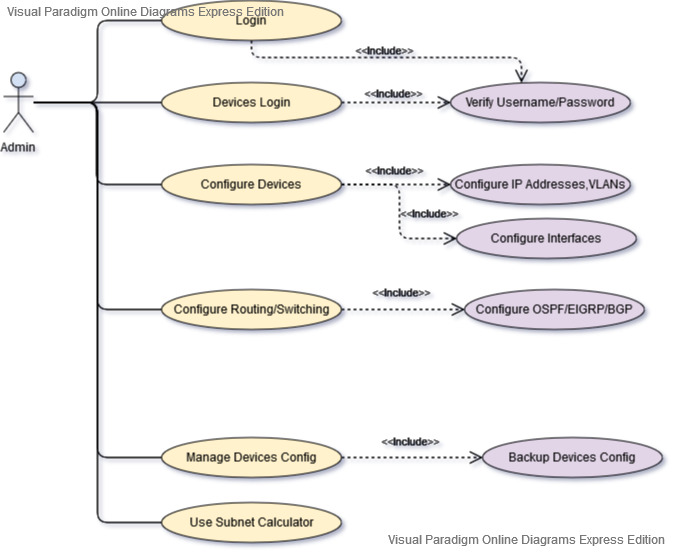 Visual Paradigm Online Diagrams Express Edition
Login
<<Include>>
Devices Login
<<Include>>
Verify Username/Password
Admin
Configure Devices
<<Include>>
Configure IP Addresses,VLANs
<<Include>>
Configure Interfaces
Configure Routing/Switching
<<Include>>
Configure OSPF/EIGRP/BGP
Manage Devices Config
<<Include>>
Backup Devices Config
Use Subnet Calculator
Visual Paradigm Online Diagrams Express Edition